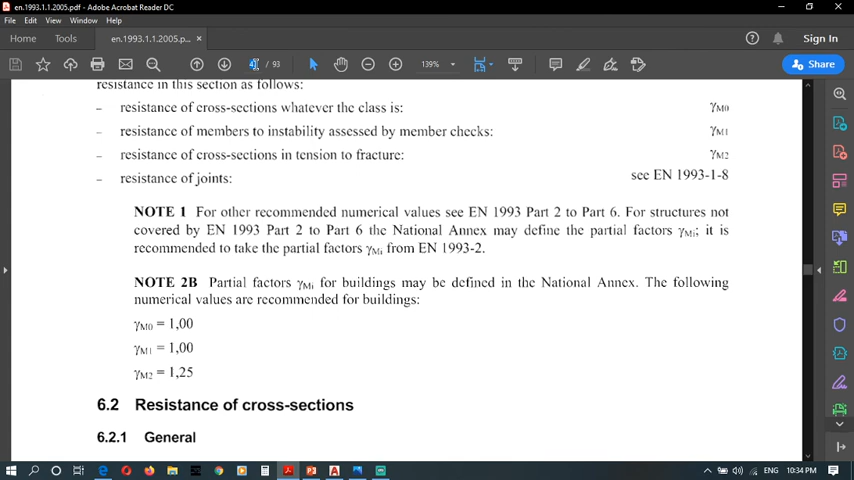 en.1993.1.1.2005.pdf - Adobe Acrobat Reader DC
File Edit View Window Help
Home Tools en.1993.1.1.2005.p... × Sign In
/ 93 139% Share
resistance in this section as follows:
– resistance of cross-sections whatever the class is: γM0
– resistance of members to instability assessed by member checks: γM1
– resistance of cross-sections in tension to fracture: γM2
– resistance of joints: see EN 1993-1-8
NOTE 1 For other recommended numerical values see EN 1993 Part 2 to Part 6. For structures not
covered by EN 1993 Part 2 to Part 6 the National Annex may define the partial factors γMi; it is
recommended to take the partial factors γMi from EN 1993-2.
NOTE 2B Partial factors γMi for buildings may be defined in the National Annex. The following
numerical values are recommended for buildings:
γM0 = 1,00
γM1 = 1,00
γM2 = 1,25
6.2 Resistance of cross-sections
6.2.1 General
ENG 10:34 PM